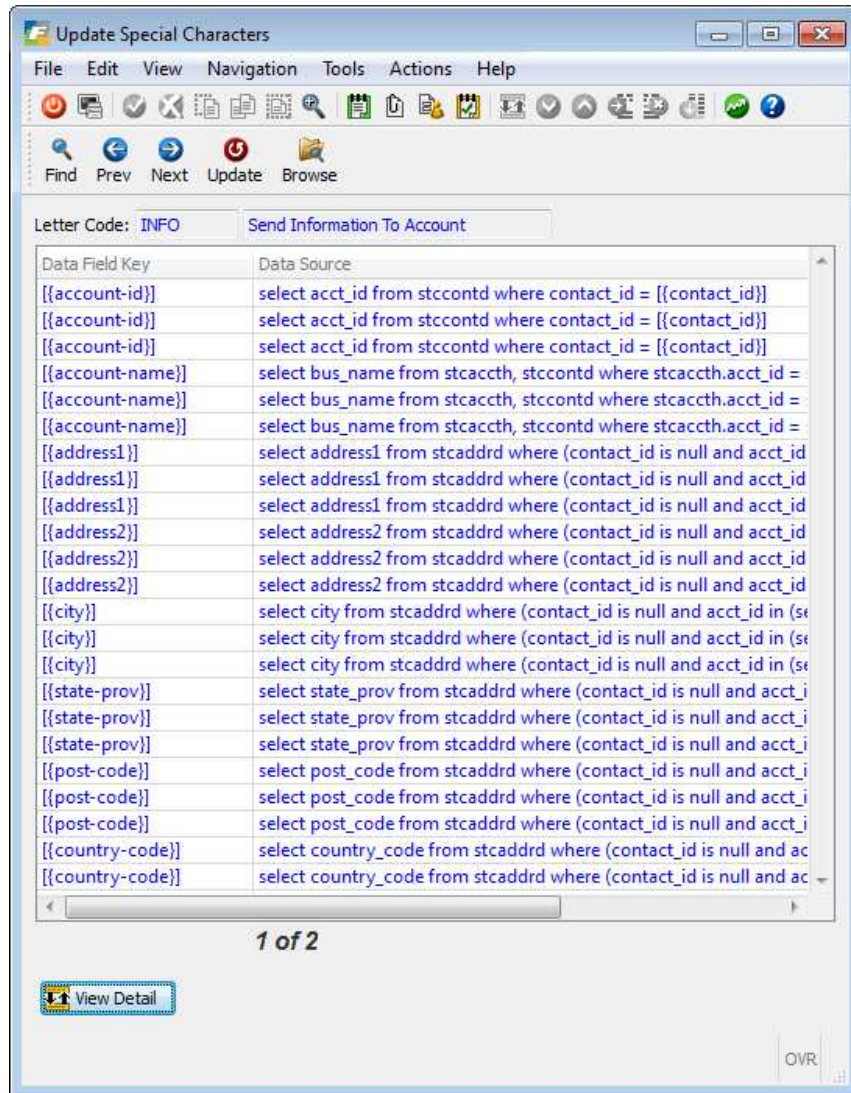 Update Special Characters
File Edit View Navigation Tools Actions Help
Find Prev Next Update Browse
Letter Code: INFO Send Information To Account
Data Field Key Data Source
[{account-id}] select acct_id from stccontd where contact_id = [{contact_id}]
[{account-id}] select acct_id from stccontd where contact_id = [{contact_id}]
[{account-id}] select acct_id from stccontd where contact_id = [{contact_id}]
[{account-name}] select bus_name from stcaccth, stccontd where stcaccth.acct_id =
[{account-name}] select bus_name from stcaccth, stccontd where stcaccth.acct_id =
[{account-name}] select bus_name from stcaccth, stccontd where stcaccth.acct_id =
[{address1}] select address1 from stcaddrd where (contact_id is null and acct_id
[{address1}] select address1 from stcaddrd where (contact_id is null and acct_id
[{address1}] select address1 from stcaddrd where (contact_id is null and acct_id
[{address2}] select address2 from stcaddrd where (contact_id is null and acct_id
[{address2}] select address2 from stcaddrd where (contact_id is null and acct_id
[{address2}] select address2 from stcaddrd where (contact_id is null and acct_id
[{city}] select city from stcaddrd where (contact_id is null and acct_id in (se
[{city}] select city from stcaddrd where (contact_id is null and acct_id in (se
[{city}] select city from stcaddrd where (contact_id is null and acct_id in (se
[{state-prov}] select state_prov from stcaddrd where (contact_id is null and acct_i
[{state-prov}] select state_prov from stcaddrd where (contact_id is null and acct_i
[{state-prov}] select state_prov from stcaddrd where (contact_id is null and acct_i
[{post-code}] select post_code from stcaddrd where (contact_id is null and acct_i
[{post-code}] select post_code from stcaddrd where (contact_id is null and acct_i
[{post-code}] select post_code from stcaddrd where (contact_id is null and acct_i
[{country-code}] select country_code from stcaddrd where (contact_id is null and ac
[{country-code}] select country_code from stcaddrd where (contact_id is null and ac
1 of 2
View Detail
OVR